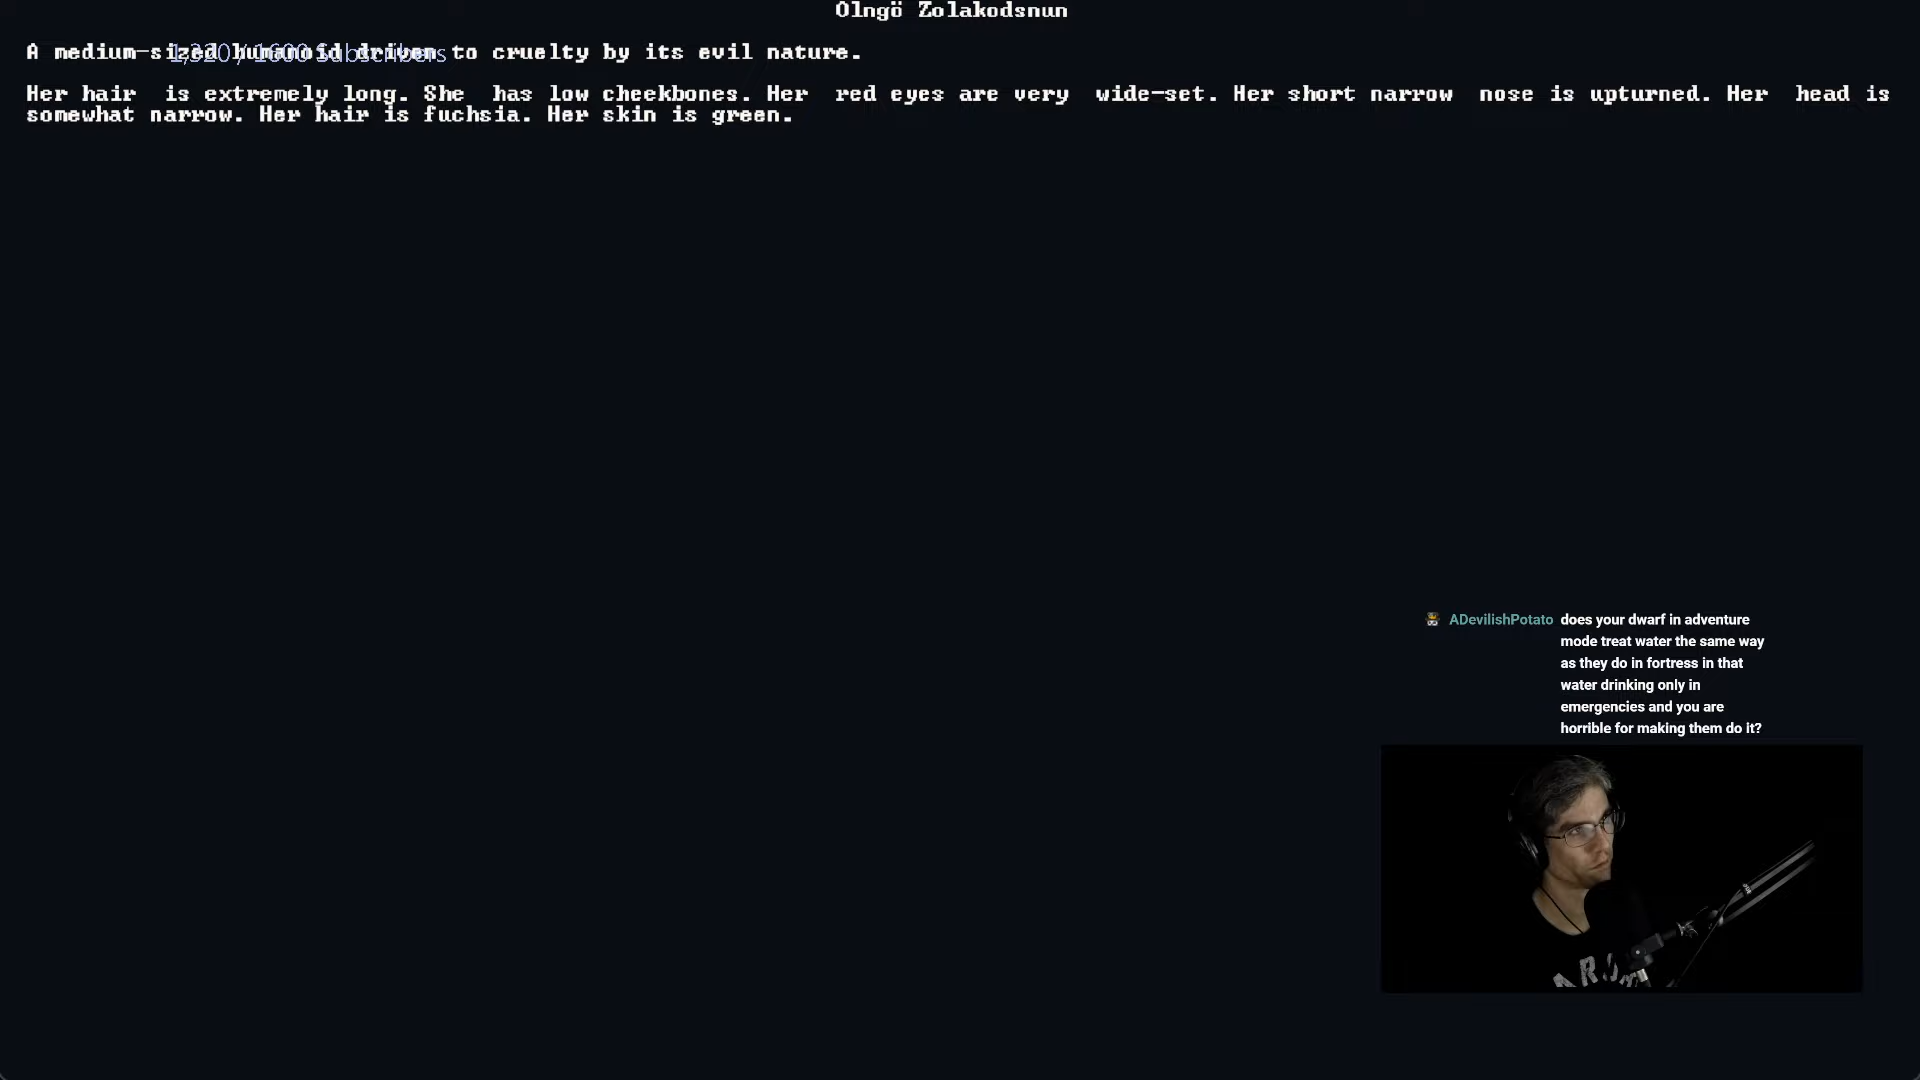 Olngö Zolakodsnun
A medium-sized humanoid driven to cruelty by its evil nature.
1,320 / 1600 Subscribers
Her hair is extremely long. She has low cheekbones. Her red eyes are very wide-set. Her short narrow nose is upturned. Her head is
somewhat narrow. Her hair is fuchsia. Her skin is green.
ADevilishPotato does your dwarf in adventure
mode treat water the same way
as they do in fortress in that
water drinking only in
emergencies and you are
horrible for making them do it?